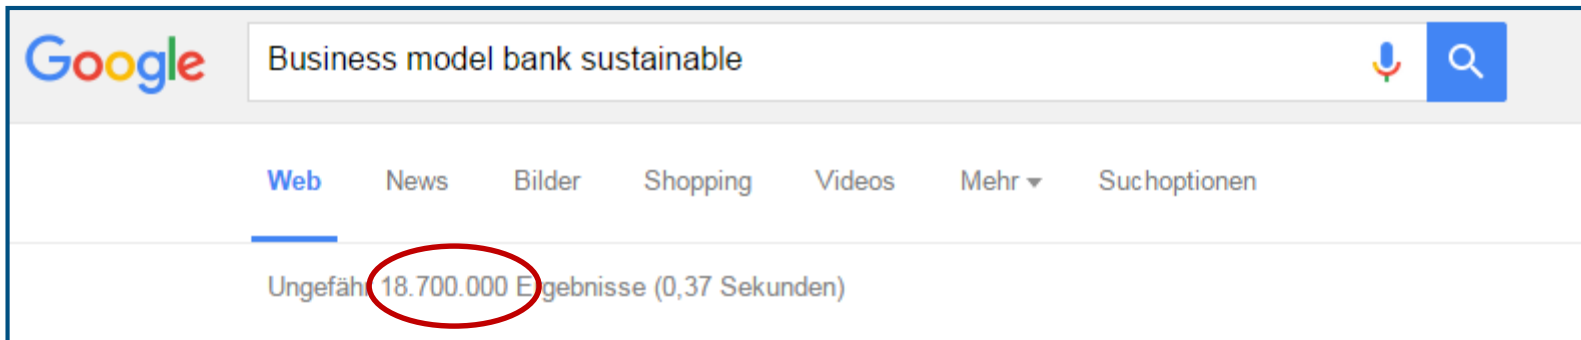 Google Business model bank sustainable
Web News Bilder Shopping Videos Mehr Suchoptionen
Ungefähr 18.700.000 Ergebnisse (0,37 Sekunden)